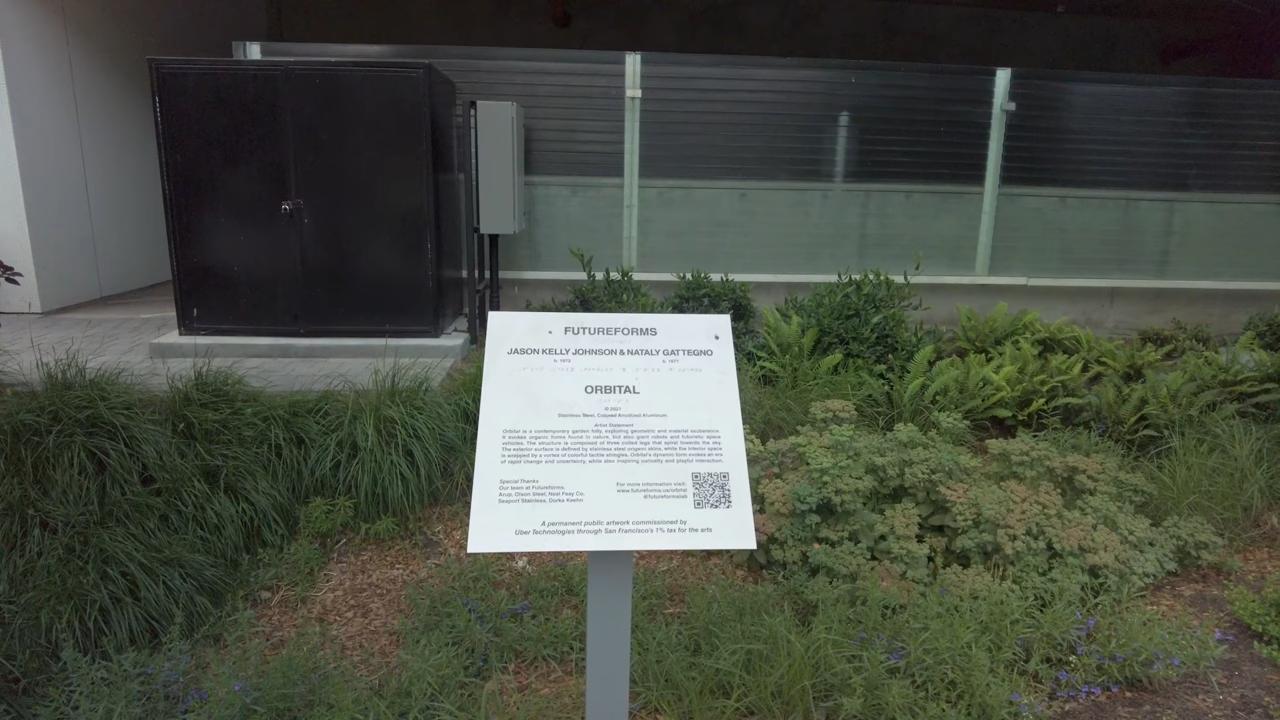 FUTUREFORMS
JASON KELLY JOHNSON & NATALY GATTEGNO
b. 1973 b. 1971
ORBITAL
© 2021
Stainless Steel, Colored Anodized Aluminum
Artist Statement
Orbital is a contemporary garden folly, exploring geometric and material exuberance.
It evokes organic forms found in nature, but also giant robots and futuristic space
vehicles. The structure is composed of three coiled legs that spiral towards the sky.
The exterior surface is defined by stainless steel origami skins, while the interior space
is wrapped by a vortex of colorful tactile shingles. Orbital's dynamic form evokes an era
of rapid change and uncertainty, while also inspiring curiosity and playful interaction.
Special Thanks
Our team at Futureforms,
Arup, Olson Steel, Neal Feay Co,
Seaport Stainless, Dorka Keehn
For more information visit:
www.futureforms.us/orbital
@futureformslab
A permanent public artwork commissioned by
Uber Technologies through San Francisco's 1% tax for the arts